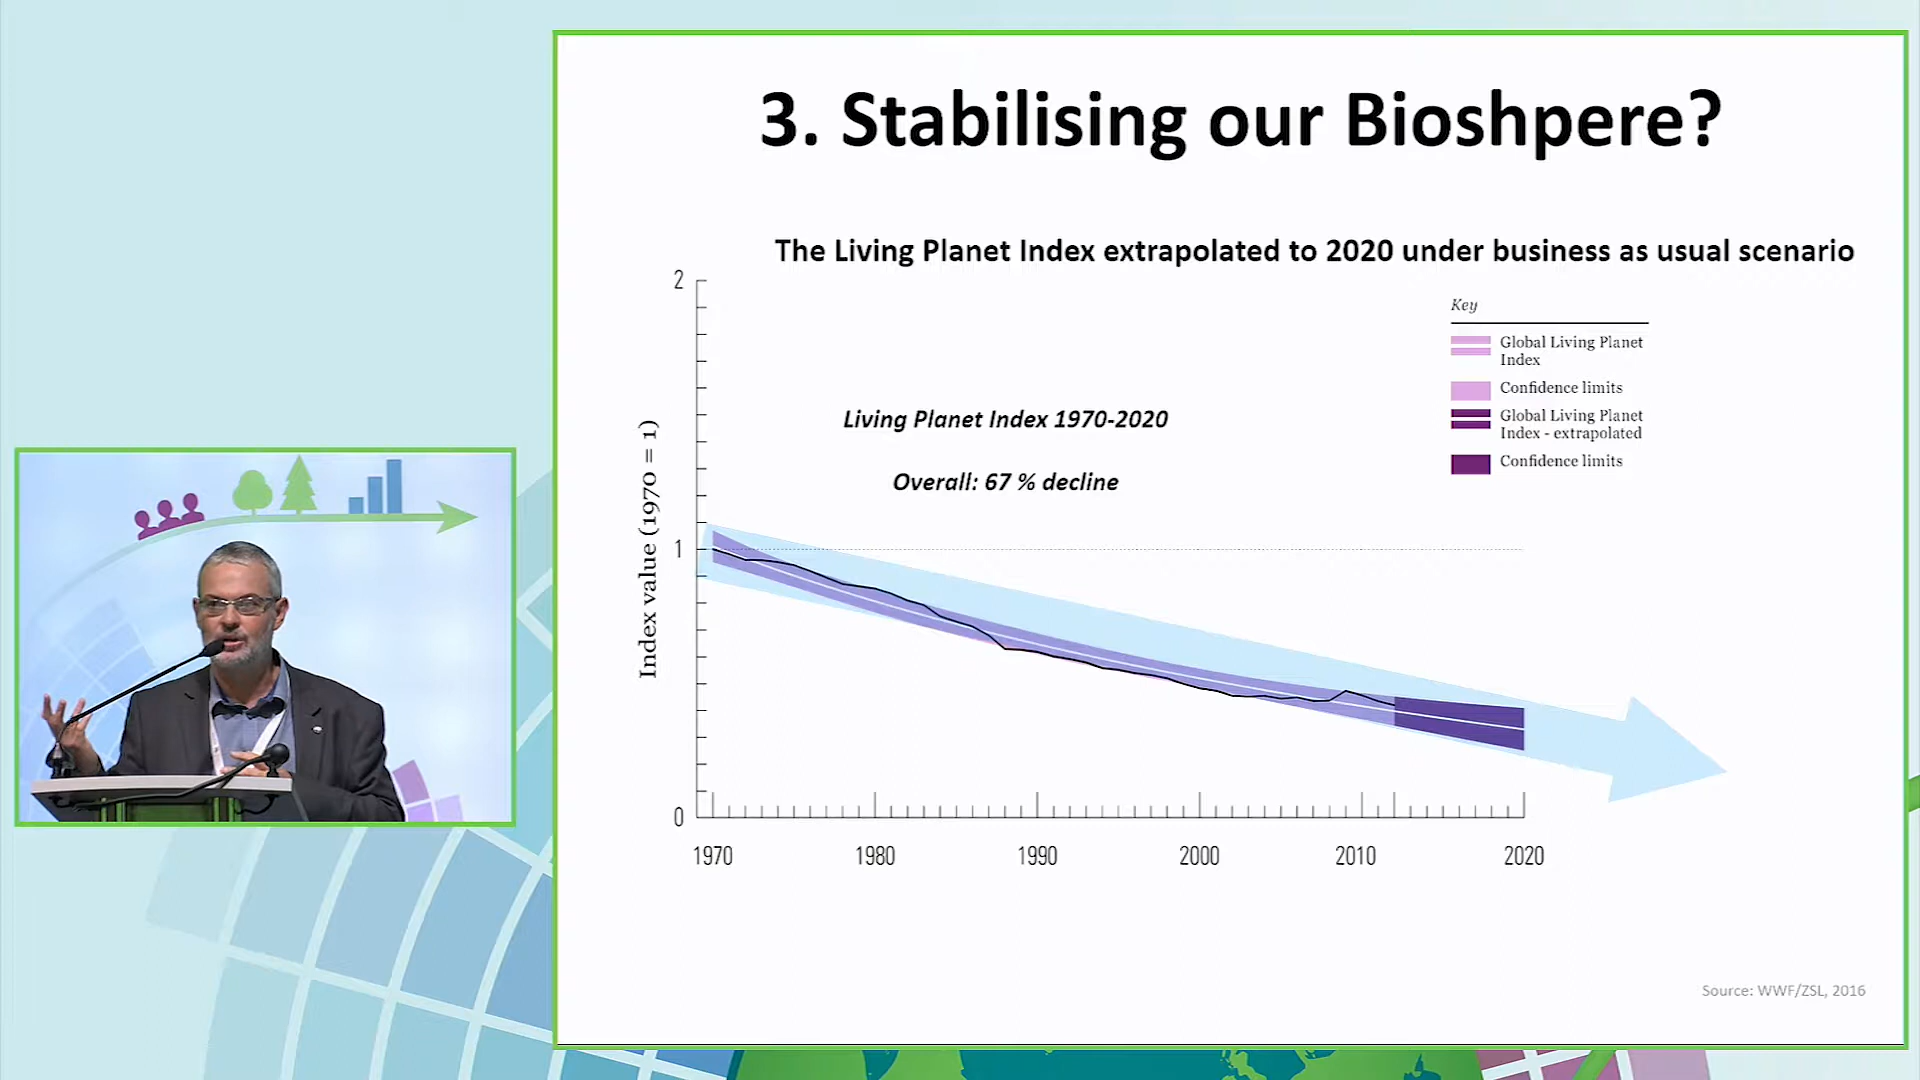 3. Stabilising our Bioshpere?
The Living Planet Index extrapolated to 2020 under business as usual scenario
2
Key
Global Living Planet
Index
Confidence limits
Global Living Planet
Index - extrapolated
Confidence limits
Living Planet Index 1970-2020
Overall: 67 % decline
Index value (1970 = 1)
1
0
1970
1980
1990
2000
2010
2020
Source: WWF/ZSL, 2016